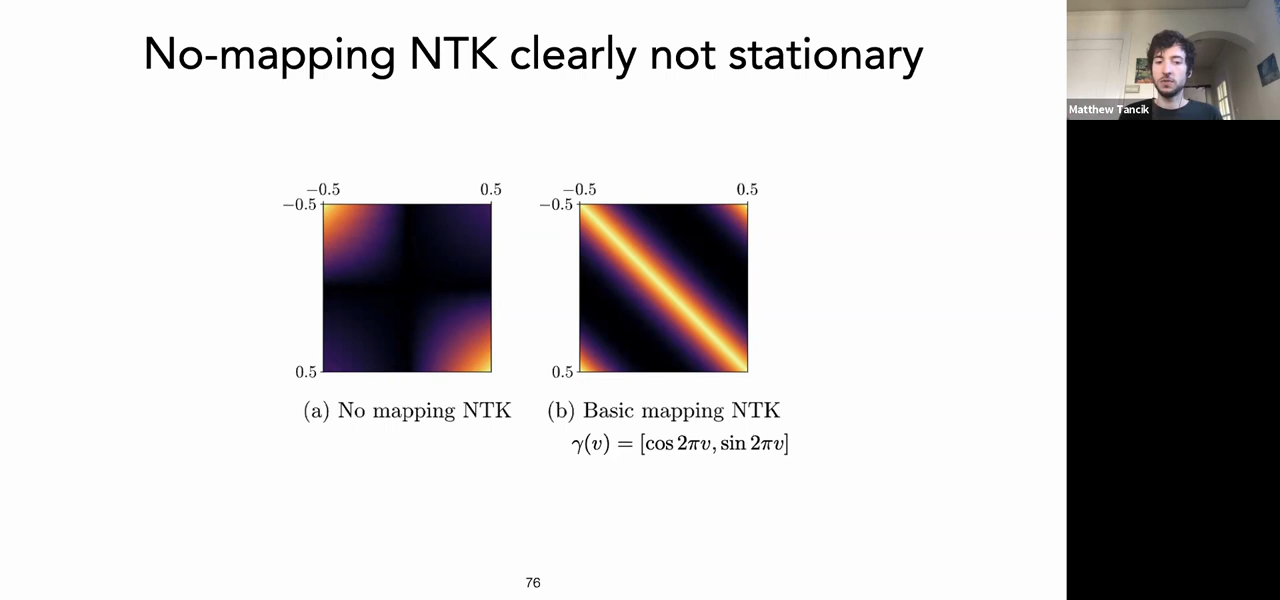 No-mapping NTK clearly not stationary
Matthew Tancik
−0.5 0.5 −0.5 0.5
−0.5 −0.5
0.5 0.5
(a) No mapping NTK (b) Basic mapping NTK
γ(v) = [cos 2πv, sin 2πv]
76